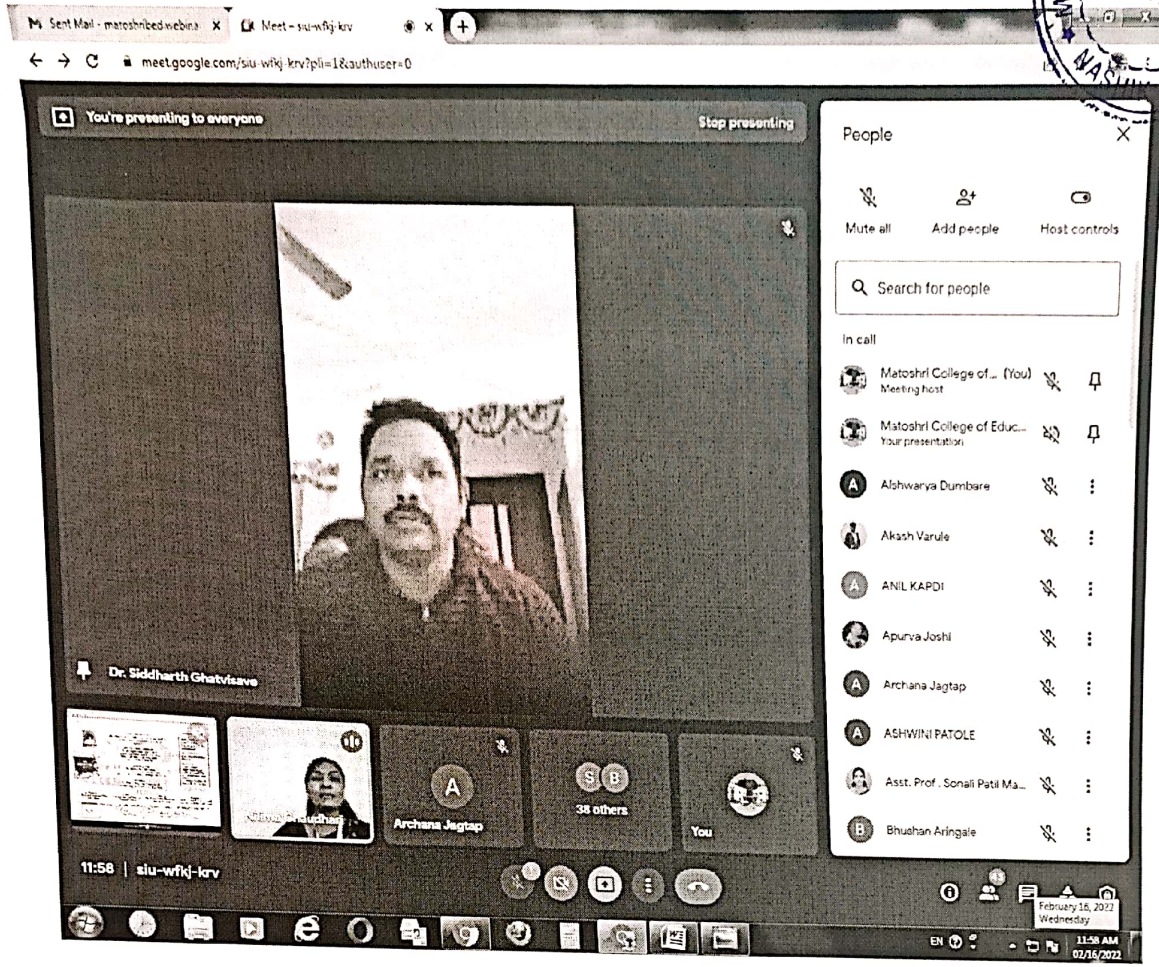 Sent Mail - matoshribed.webina
Meet – siu-wfkj-krv
meet.google.com/siu-wfkj-krv?pli=1&authuser=0
You're presenting to everyone
Stop presenting
Dr. Siddharth Ghatvisave
A
Archana Jagtap
S B
38 others
You
11:58 | siu-wfkj-krv
People
Mute all
Add people
Host controls
Search for people
In call
Matoshri College of... (You)
Meeting host
Matoshri College of Educ...
Your presentation
A Aishwarya Dumbare
Akash Varule
A ANIL KAPDI
Apurva Joshi
A Archana Jagtap
A ASHWINI PATOLE
Asst. Prof . Sonali Patil Ma...
B Bhushan Aringale
43
February 16, 2022
Wednesday
EN
11:58 AM
02/16/2022